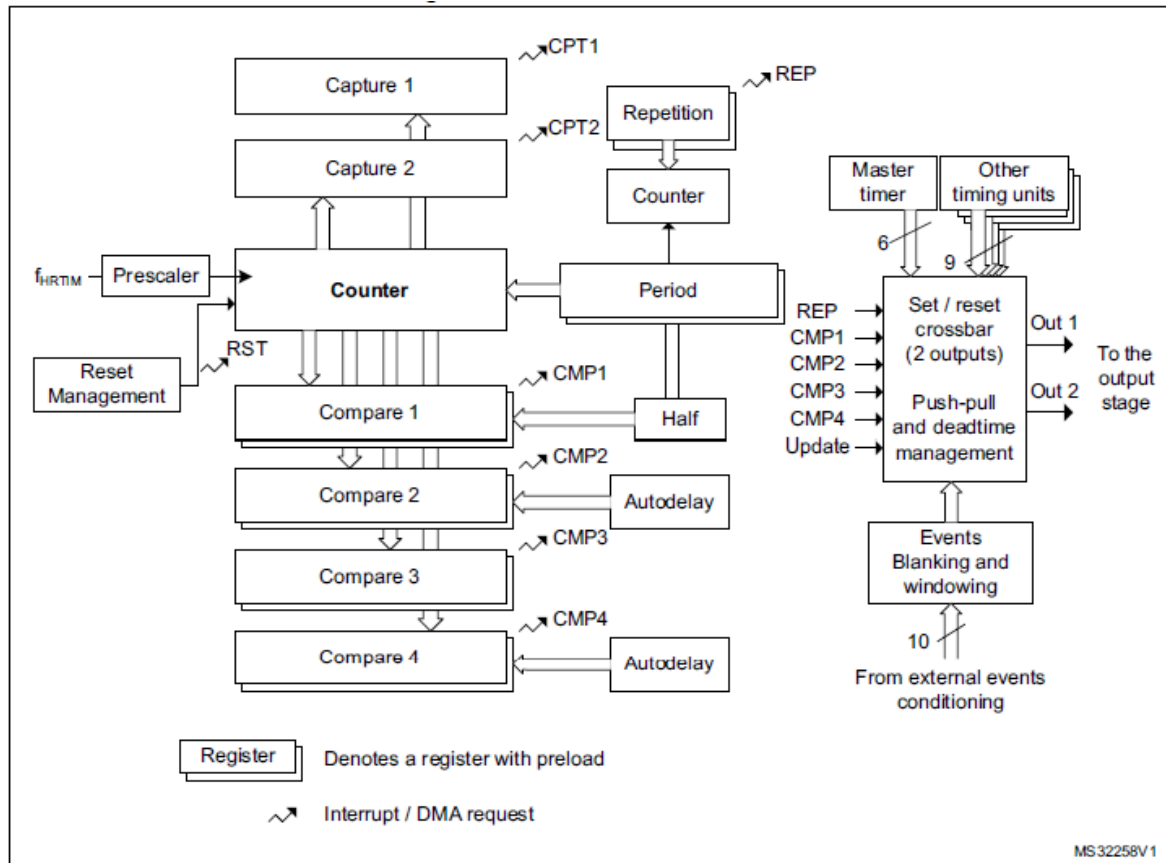 CPT1
Capture 1
REP
Repetition
CPT2
Capture 2
Master
timer
Other
timing units
Counter
6
9
fHRTIM
Prescaler
Counter
Period
REP
CMP1
CMP2
CMP3
CMP4
Update
Set / reset
crossbar
(2 outputs)
Push-pull
and deadtime
management
Out 1
Out 2
To the
output
stage
RST
Reset
Management
CMP1
Compare 1
Half
CMP2
Compare 2
Autodelay
CMP3
Compare 3
Events
Blanking and
windowing
CMP4
Compare 4
Autodelay
10
From external events
conditioning
Register
Denotes a register with preload
Interrupt / DMA request
MS32258V1